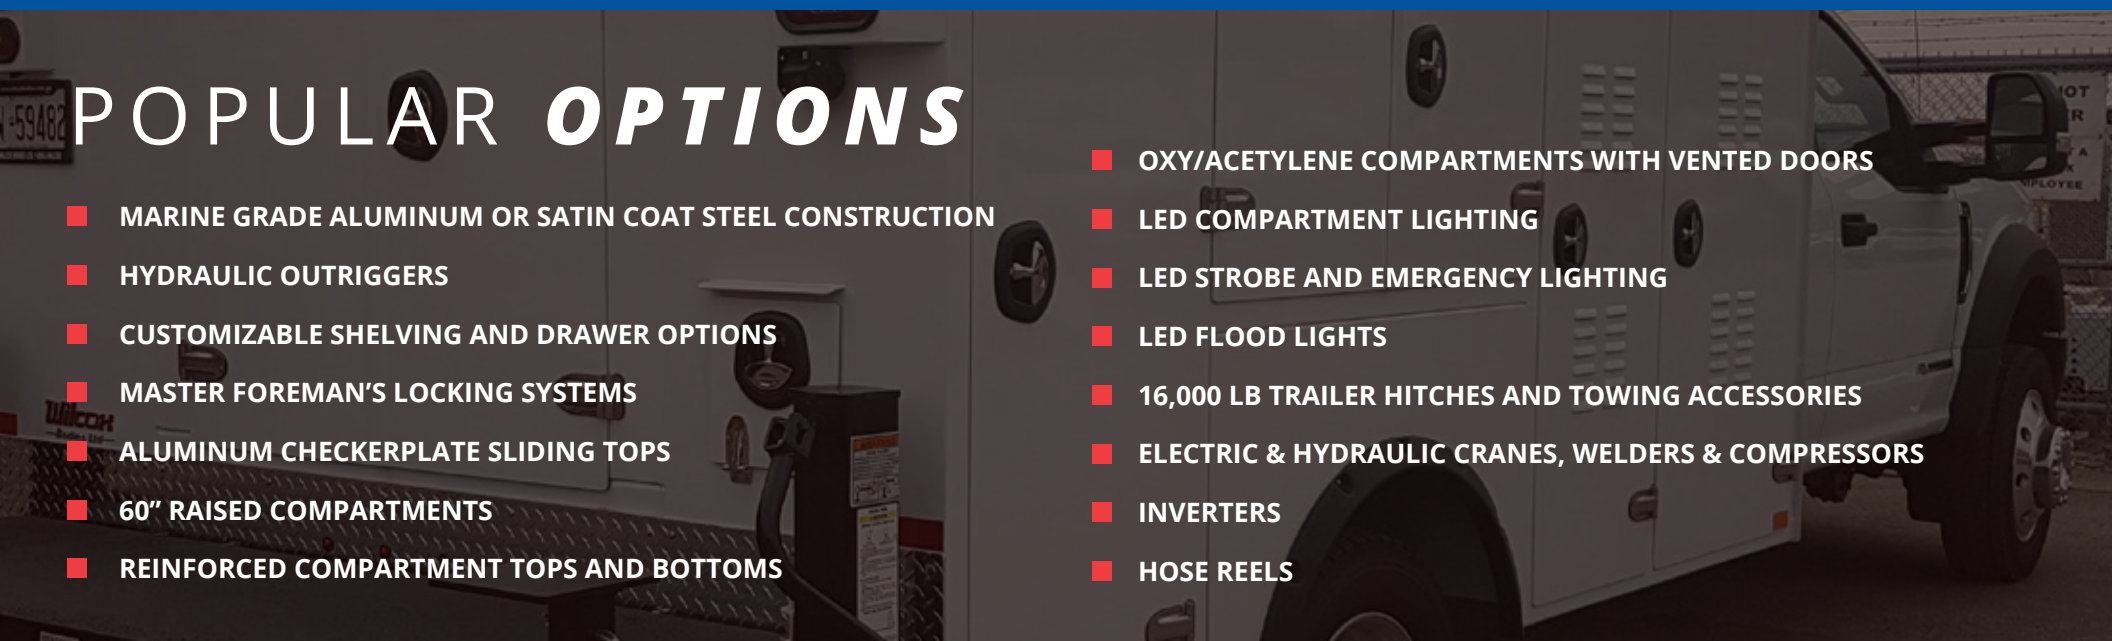 POPULAR OPTIONS
MARINE GRADE ALUMINUM OR SATIN COAT STEEL CONSTRUCTION
HYDRAULIC OUTRIGGERS
CUSTOMIZABLE SHELVING AND DRAWER OPTIONS
MASTER FOREMAN’S LOCKING SYSTEMS
ALUMINUM CHECKERPLATE SLIDING TOPS
60” RAISED COMPARTMENTS
REINFORCED COMPARTMENT TOPS AND BOTTOMS
OXY/ACETYLENE COMPARTMENTS WITH VENTED DOORS
LED COMPARTMENT LIGHTING
LED STROBE AND EMERGENCY LIGHTING
LED FLOOD LIGHTS
16,000 LB TRAILER HITCHES AND TOWING ACCESSORIES
ELECTRIC & HYDRAULIC CRANES, WELDERS & COMPRESSORS
INVERTERS
HOSE REELS
59482
Wilcox